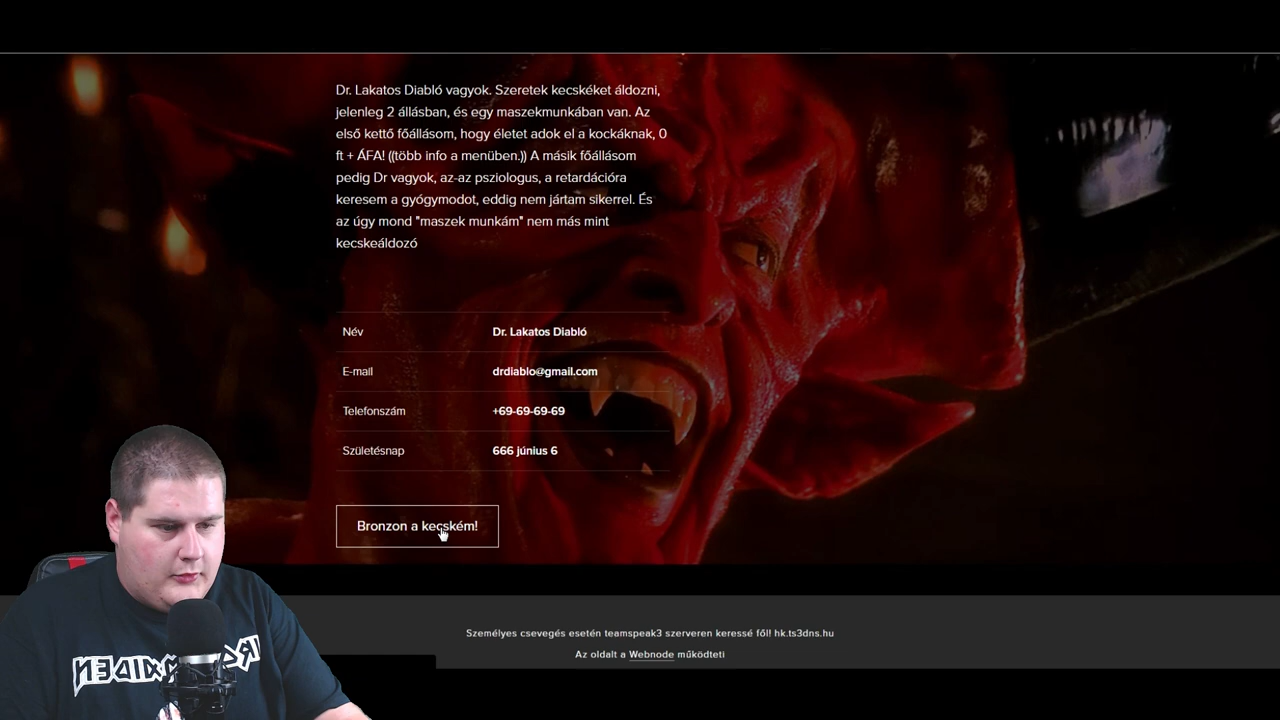 Dr. Lakatos Diabló vagyok. Szeretek kecskéket áldozni,
jelenleg 2 állásban, és egy maszekmunkában van. Az
első kettő főállásom, hogy életet adok el a kockáknak, 0
ft + ÁFA! ((több info a menüben.)) A másik főállásom
pedig Dr vagyok, az-az psziologus, a retardációra
keresem a gyógymodot, eddig nem jártam sikerrel. És
az úgy mond "maszek munkám" nem más mint
kecskeáldozó
Név Dr. Lakatos Diabló
E-mail drdiablo@gmail.com
Telefonszám +69-69-69-69
Születésnap 666 június 6
Bronzon a kecském!
Személyes csevegés esetén teamspeak3 szerveren keressé föl! hk.ts3dns.hu
Az oldalt a Webnode működteti